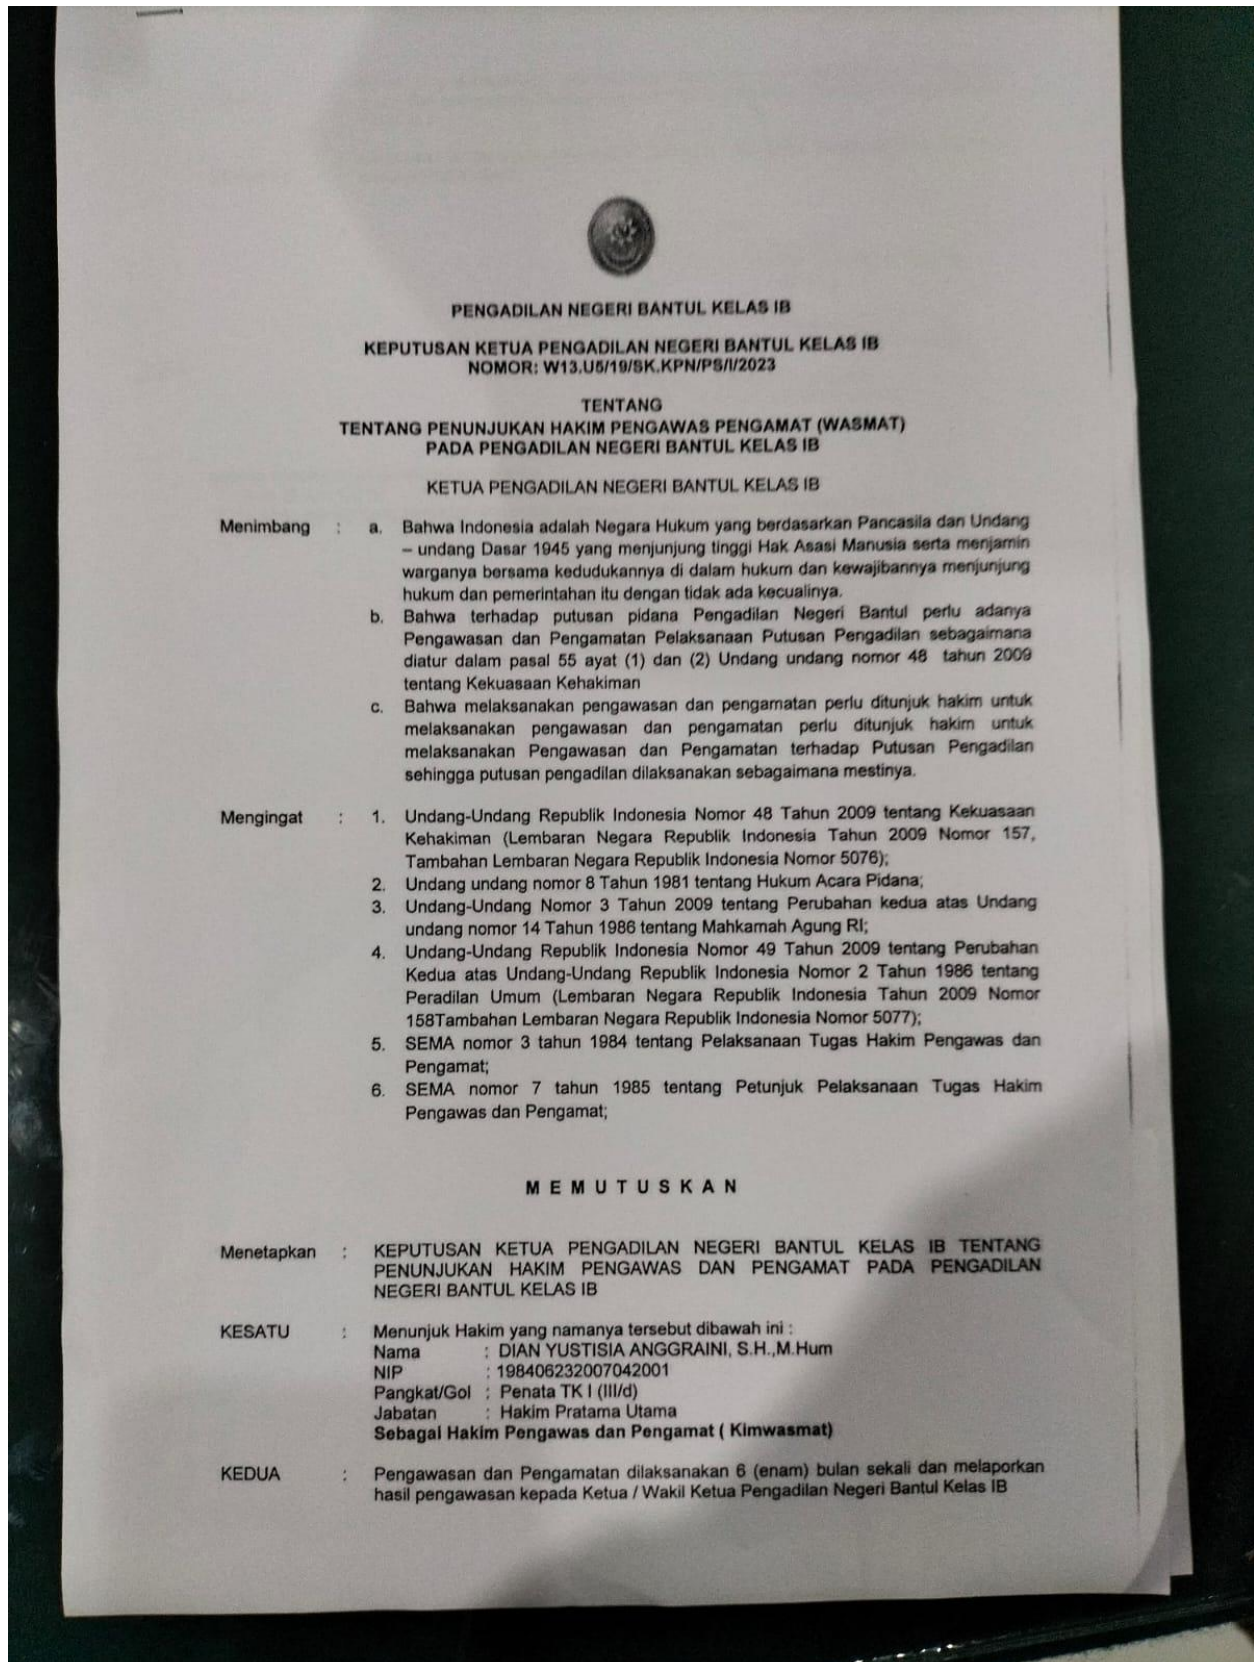 PENGADILAN NEGERI BANTUL KELAS IB
KEPUTUSAN KETUA PENGADILAN NEGERI BANTUL KELAS IB
NOMOR: W13.U5/19/SK.KPN/PS/I/2023
TENTANG
TENTANG PENUNJUKAN HAKIM PENGAWAS PENGAMAT (WASMAT)
PADA PENGADILAN NEGERI BANTUL KELAS IB
KETUA PENGADILAN NEGERI BANTUL KELAS IB
Menimbang : a. Bahwa Indonesia adalah Negara Hukum yang berdasarkan Pancasila dan Undang
– undang Dasar 1945 yang menjunjung tinggi Hak Asasi Manusia serta menjamin
warganya bersama kedudukannya di dalam hukum dan kewajibannya menjunjung
hukum dan pemerintahan itu dengan tidak ada kecualinya.
b. Bahwa terhadap putusan pidana Pengadilan Negeri Bantul perlu adanya
Pengawasan dan Pengamatan Pelaksanaan Putusan Pengadilan sebagaimana
diatur dalam pasal 55 ayat (1) dan (2) Undang undang nomor 48 tahun 2009
tentang Kekuasaan Kehakiman
c. Bahwa melaksanakan pengawasan dan pengamatan perlu ditunjuk hakim untuk
melaksanakan pengawasan dan pengamatan perlu ditunjuk hakim untuk
melaksanakan Pengawasan dan Pengamatan terhadap Putusan Pengadilan
sehingga putusan pengadilan dilaksanakan sebagaimana mestinya.
Mengingat : 1. Undang-Undang Republik Indonesia Nomor 48 Tahun 2009 tentang Kekuasaan
Kehakiman (Lembaran Negara Republik Indonesia Tahun 2009 Nomor 157,
Tambahan Lembaran Negara Republik Indonesia Nomor 5076);
2. Undang undang nomor 8 Tahun 1981 tentang Hukum Acara Pidana;
3. Undang-Undang Nomor 3 Tahun 2009 tentang Perubahan kedua atas Undang
undang nomor 14 Tahun 1986 tentang Mahkamah Agung RI;
4. Undang-Undang Republik Indonesia Nomor 49 Tahun 2009 tentang Perubahan
Kedua atas Undang-Undang Republik Indonesia Nomor 2 Tahun 1986 tentang
Peradilan Umum (Lembaran Negara Republik Indonesia Tahun 2009 Nomor
158Tambahan Lembaran Negara Republik Indonesia Nomor 5077);
5. SEMA nomor 3 tahun 1984 tentang Pelaksanaan Tugas Hakim Pengawas dan
Pengamat;
6. SEMA nomor 7 tahun 1985 tentang Petunjuk Pelaksanaan Tugas Hakim
Pengawas dan Pengamat;
M E M U T U S K A N
Menetapkan : KEPUTUSAN KETUA PENGADILAN NEGERI BANTUL KELAS IB TENTANG
PENUNJUKAN HAKIM PENGAWAS DAN PENGAMAT PADA PENGADILAN
NEGERI BANTUL KELAS IB
KESATU : Menunjuk Hakim yang namanya tersebut dibawah ini :
Nama : DIAN YUSTISIA ANGGRAINI, S.H.,M.Hum
NIP : 198406232007042001
Pangkat/Gol : Penata TK I (III/d)
Jabatan : Hakim Pratama Utama
Sebagai Hakim Pengawas dan Pengamat ( Kimwasmat)
KEDUA : Pengawasan dan Pengamatan dilaksanakan 6 (enam) bulan sekali dan melaporkan
hasil pengawasan kepada Ketua / Wakil Ketua Pengadilan Negeri Bantul Kelas IB